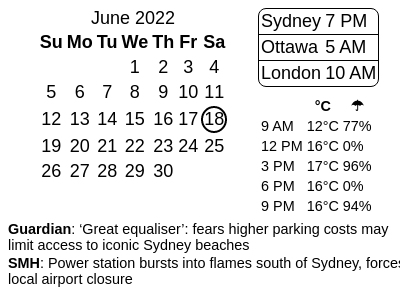 June 2022
Su Mo Tu We Th Fr Sa
1 2 3 4
5 6 7 8 9 10 11
12 13 14 15 16 17 18
19 20 21 22 23 24 25
26 27 28 29 30
Sydney 7 PM
Ottawa 5 AM
London 10 AM
°C ☂
9 AM 12°C 77%
12 PM 16°C 0%
3 PM 17°C 96%
6 PM 16°C 0%
9 PM 16°C 94%
Guardian: ‘Great equaliser’: fears higher parking costs may
limit access to iconic Sydney beaches
SMH: Power station bursts into flames south of Sydney, forces
local airport closure